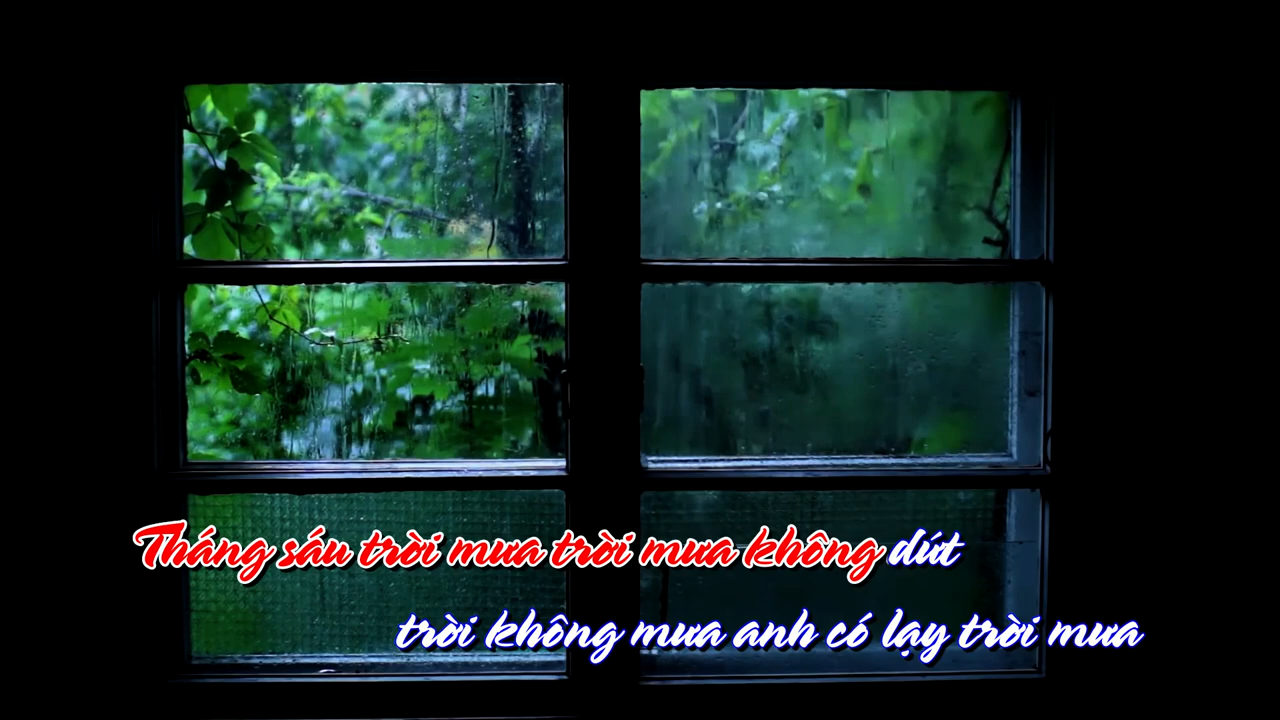 Tháng sáu trời mưa trời mưa không dứt
trời không mưa anh có lạy trời mưa